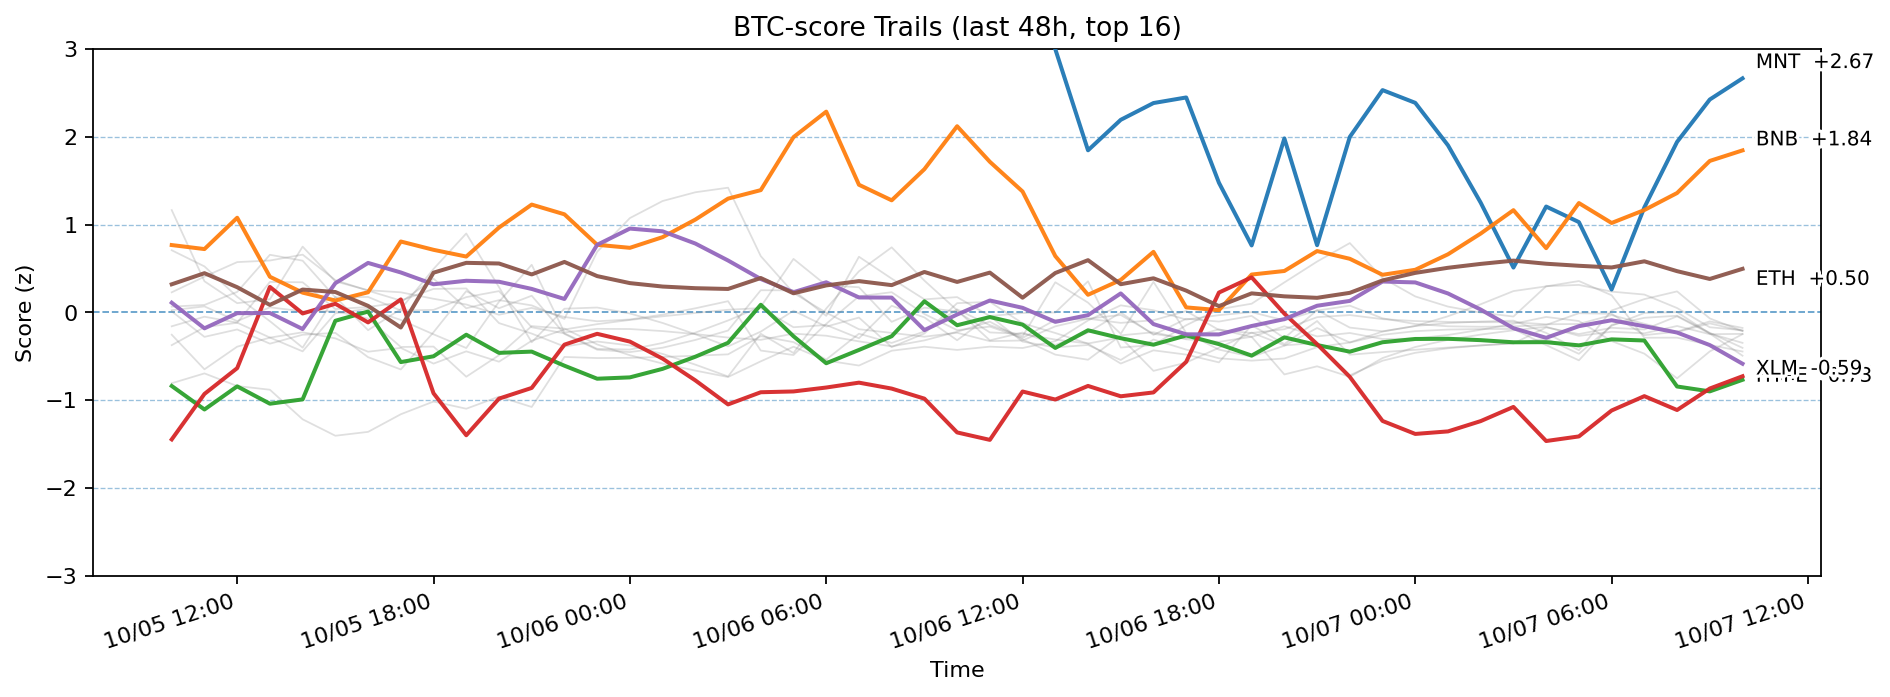 BTC-score Trails (last 48h, top 16)
Score (z)
3
2
1
0
−1
−2
−3
MNT +2.67
BNB +1.84
ETH +0.50
XLM -0.59
10/05 12:00
10/05 18:00
10/06 00:00
10/06 06:00
10/06 12:00
10/06 18:00
10/07 00:00
10/07 06:00
10/07 12:00
Time